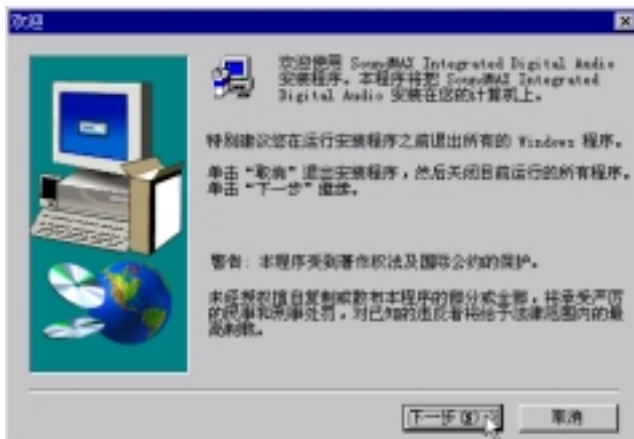 欢迎
欢迎使用 SoundMAX Integrated Digital Audio
安装程序。本程序将把 SoundMAX Integrated
Digital Audio 安装在您的计算机上。
特别建议您在运行安装程序之前退出所有的 Windows 程序。
单击“取消”退出安装程序，然后关闭目前运行的所有程序。
单击“下一步”继续。
警告: 本程序受到著作权法及国际公约的保护。
未经授权擅自复制或散布本程序的部分或全部，将承受严厉
的民事和刑事处罚，对已知的违反者将给予法律范围内的最
高制裁。
下一步(N)
取消